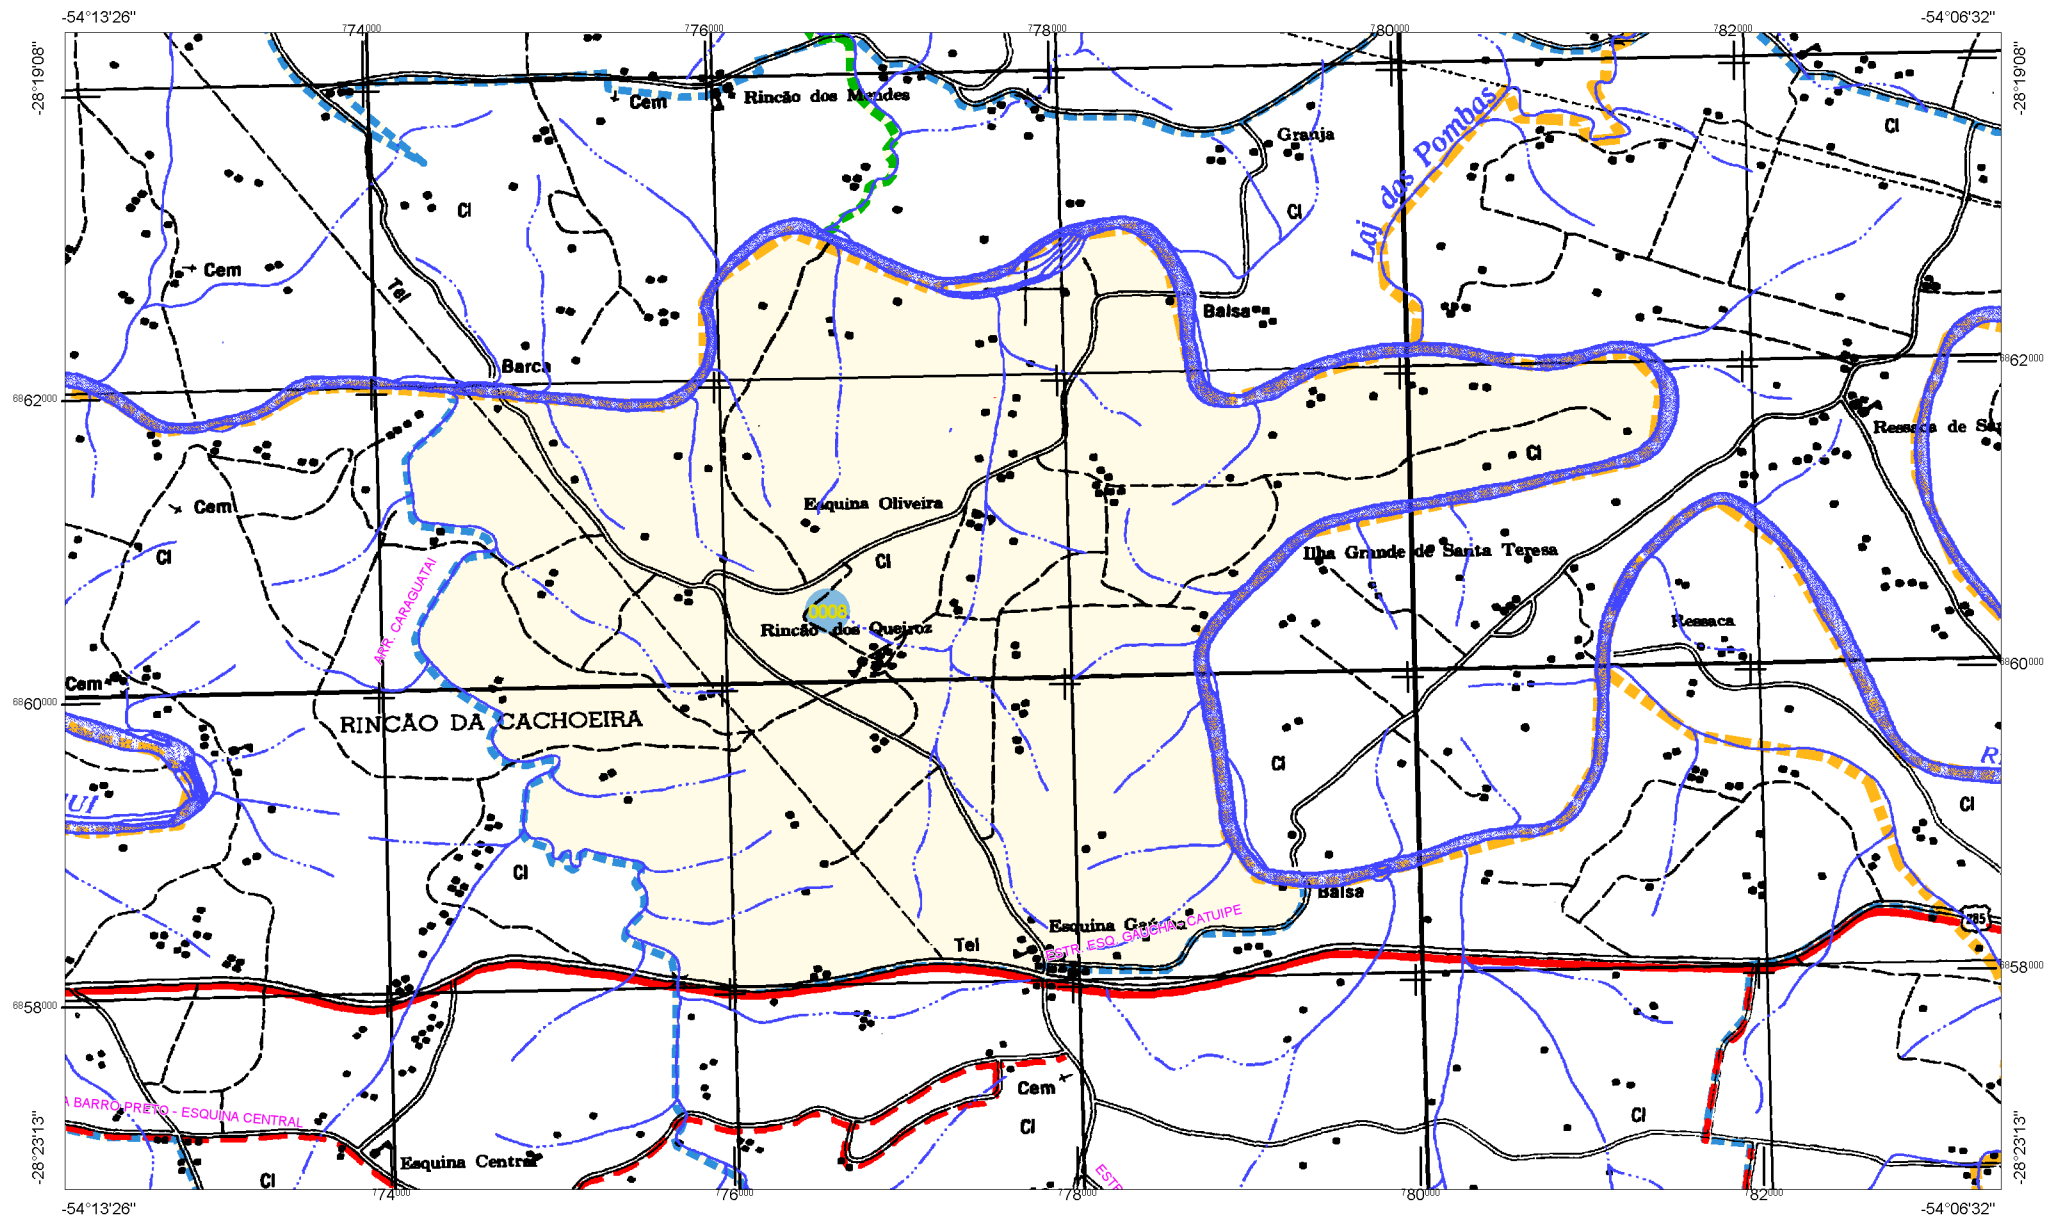 -54°13'26"
-54°06'32"
774000
776000
778000
780000
782000
-28°19'08"
-28°19'08"
Rincão dos Mendes
Cem
Granja
Cl
Laj dos Pombas
Cl
Cl
Cem
Tel
Balsa
Barca
6862000
6862000
Ressaca de
Cem
Esquina Oliveira
Cl
Cl
Cl
Ilha Grande de Santa Teresa
ARR. CARAGUATAI
0008
Rincão dos Queiroz
Ressaca
Cem
6860000
6860000
RINCÃO DA CACHOEIRA
Cl
UI
R
Cl
Cl
Balsa
Esquina
ESTR. ESQ. GAUCHA-CATUIPE
285
Tel
6858000
6858000
Cem
A BARRO PRETO - ESQUINA CENTRAL
Cl
Cl
Esquina Central
Cl
ESTR
-28°23'13"
-28°23'13"
774000
776000
778000
780000
782000
-54°13'26"
-54°06'32"